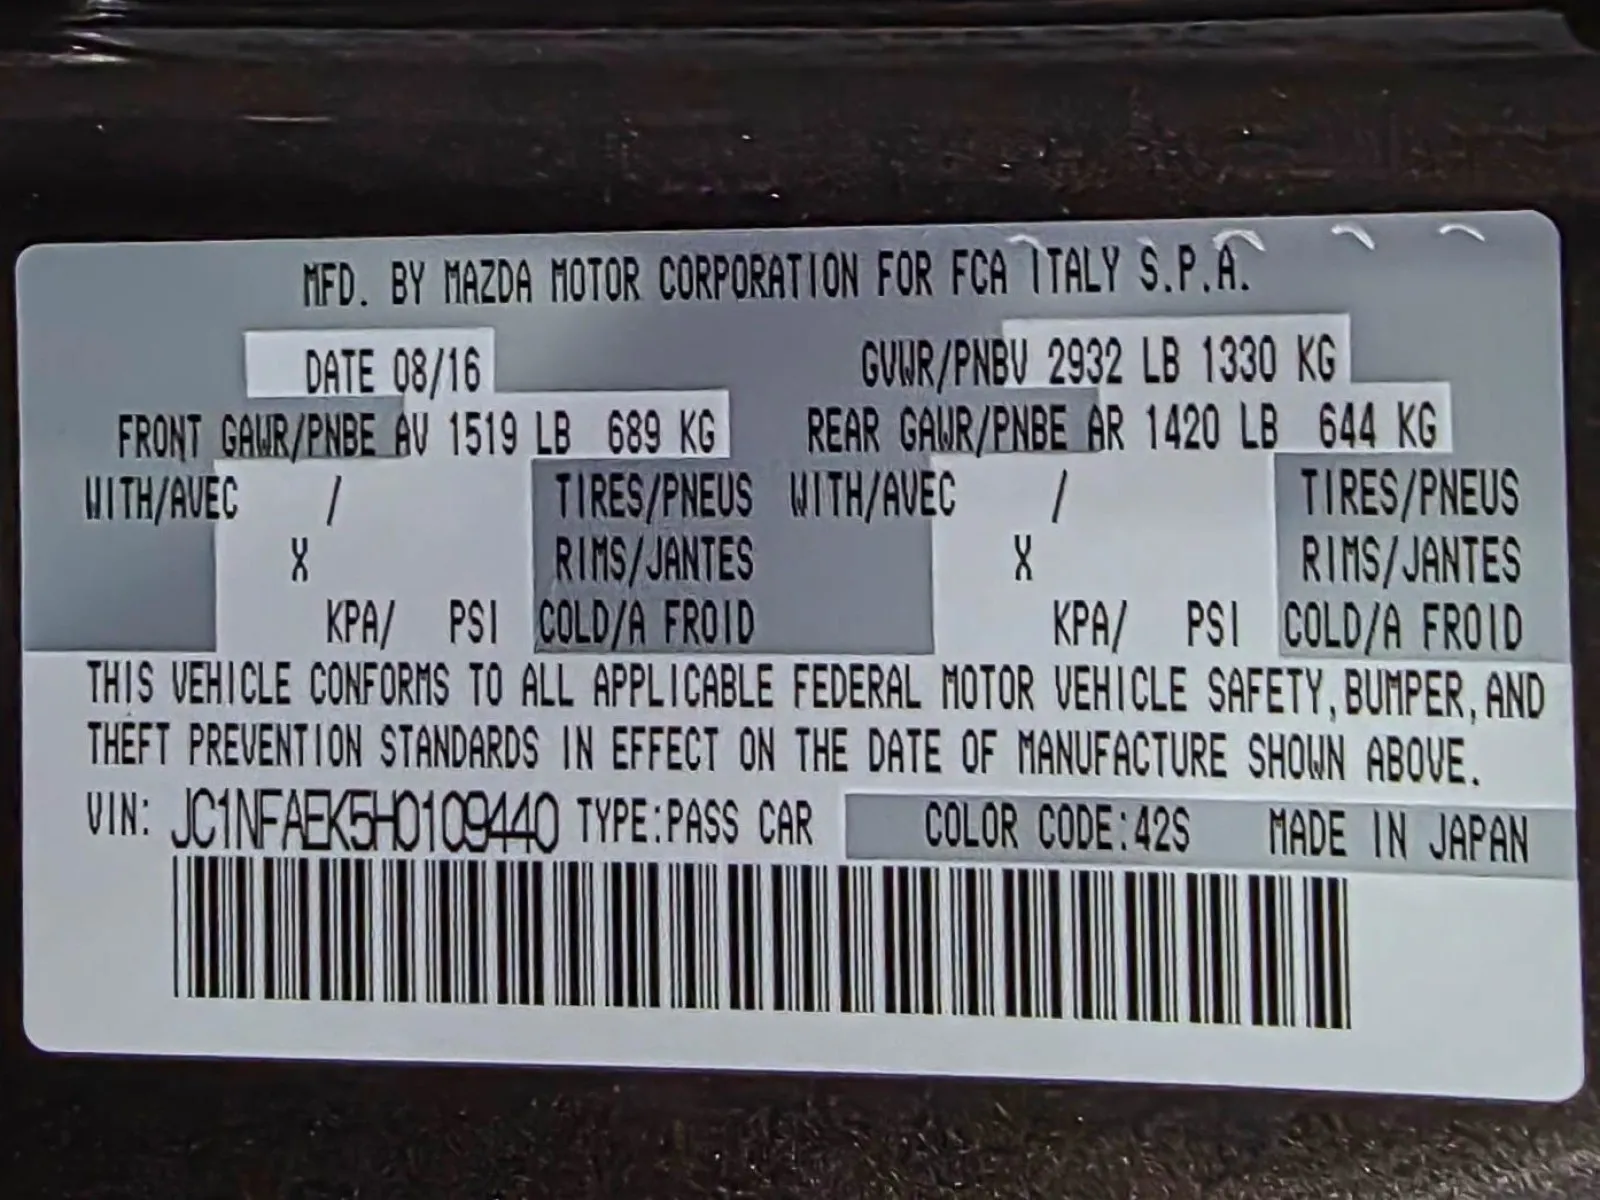 MFD. BY MAZDA MOTOR CORPORATION FOR FCA ITALY S.P.A.
DATE 08/16 GVWR/PNBV 2932 LB 1330 KG
FRONT GAWR/PNBE AV 1519 LB 689 KG REAR GAWR/PNBE AR 1420 LB 644 KG
WITH/AVEC / TIRES/PNEUS WITH/AVEC / TIRES/PNEUS
X RIMS/JANTES X RIMS/JANTES
KPA/ PSI COLD/A FROID KPA/ PSI COLD/A FROID
THIS VEHICLE CONFORMS TO ALL APPLICABLE FEDERAL MOTOR VEHICLE SAFETY, BUMPER, AND
THEFT PREVENTION STANDARDS IN EFFECT ON THE DATE OF MANUFACTURE SHOWN ABOVE.
VIN: JC1NFAEK5H0109440 TYPE:PASS CAR COLOR CODE:42S MADE IN JAPAN